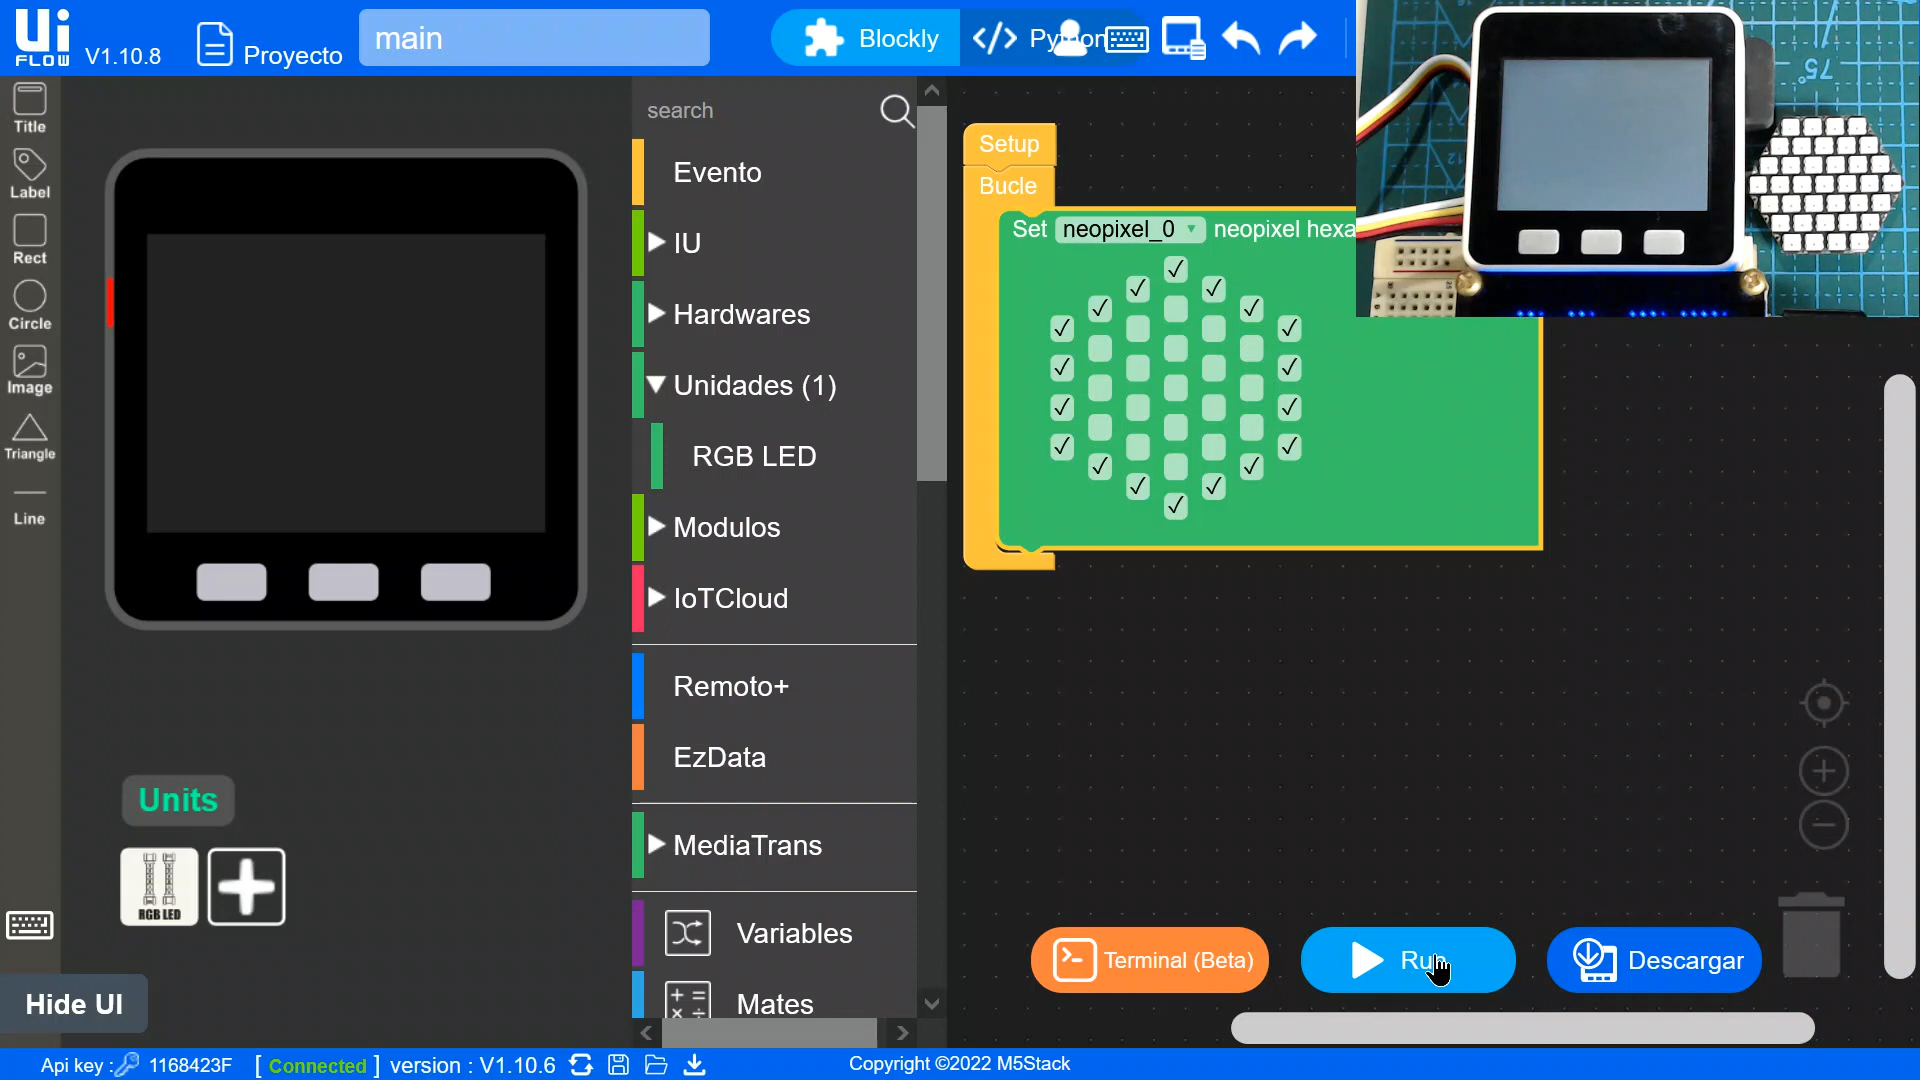 Ui
FLOW
V1.10.8
Proyecto
main
Blockly
Python
Title
Label
Rect
Circle
Image
Triangle
Line
search
Evento
IU
Hardwares
Unidades (1)
RGB LED
Modulos
IoTCloud
Remoto+
EzData
MediaTrans
Variables
Mates
Setup
Bucle
Set neopixel_0 neopixel hexa
75°
Units
RGB LED
Hide UI
Terminal (Beta)
Run
Descargar
Api key : 1168423F [ Connected ] version : V1.10.6
Copyright ©2022 M5Stack